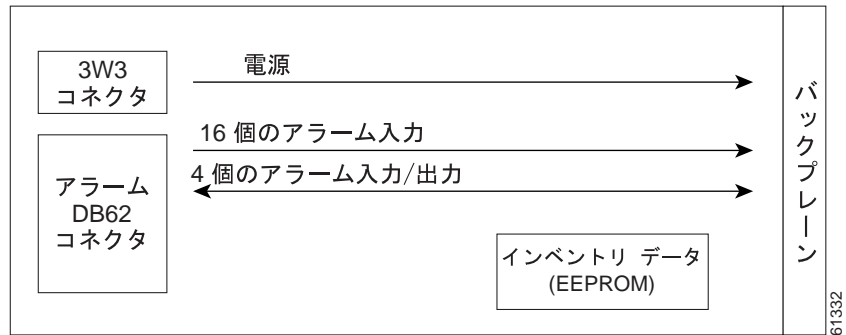 3W3
コネクタ
電源
16 個のアラーム入力
4 個のアラーム入力/出力
アラーム
DB62
コネクタ
インベントリ データ
(EEPROM)
バックプレーン
61332